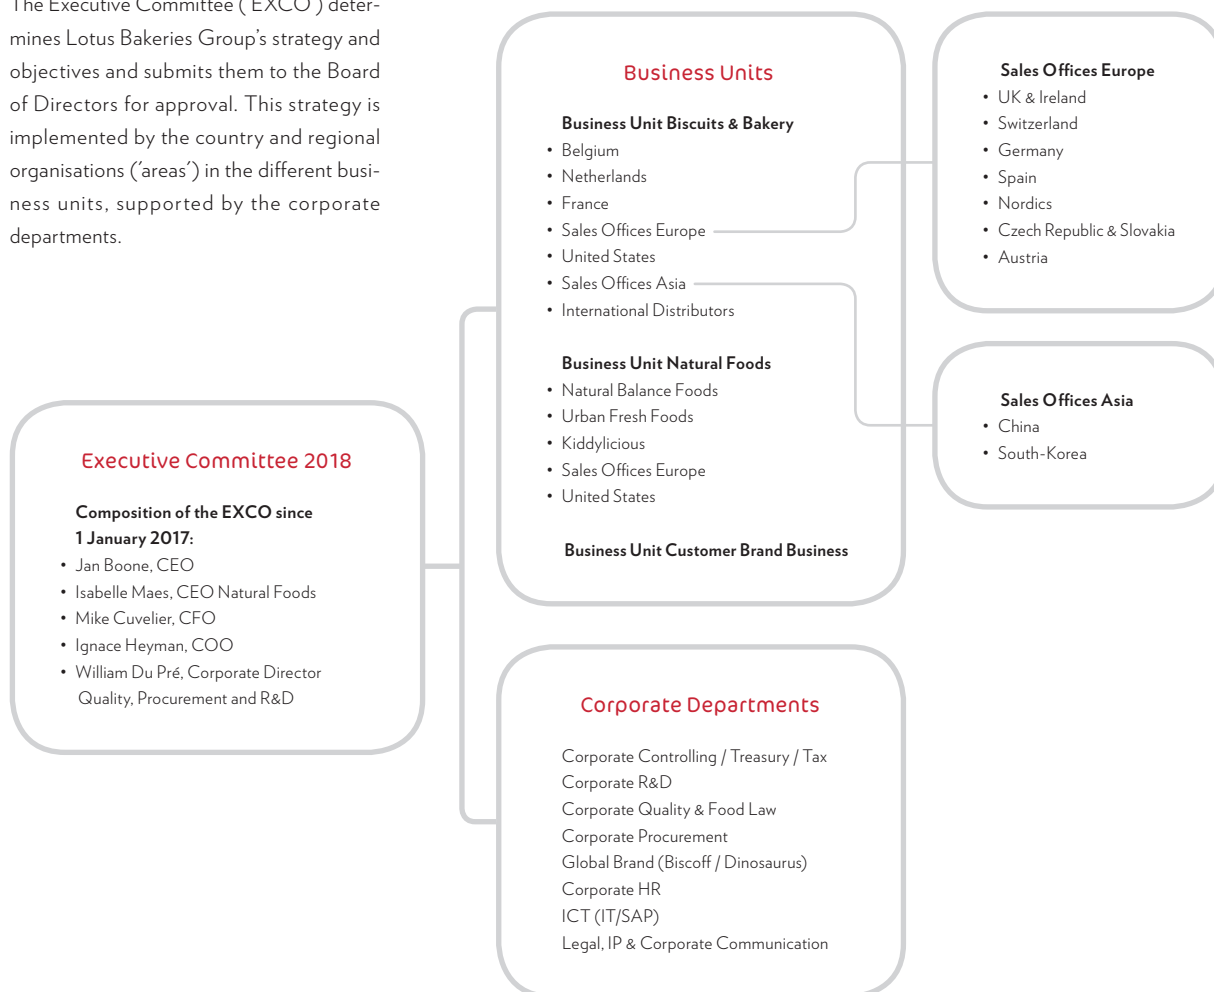 The Executive Committee ('EXCO') deter-
mines Lotus Bakeries Group's strategy and
objectives and submits them to the Board
of Directors for approval. This strategy is
implemented by the country and regional
organisations ('areas') in the different busi-
ness units, supported by the corporate
departments.
Executive Committee 2018
Composition of the EXCO since
1 January 2017:
• Jan Boone, CEO
• Isabelle Maes, CEO Natural Foods
• Mike Cuvelier, CFO
• Ignace Heyman, COO
• William Du Pré, Corporate Director
Quality, Procurement and R&D
Business Units
Business Unit Biscuits & Bakery
• Belgium
• Netherlands
• France
• Sales Offices Europe
• United States
• Sales Offices Asia
• International Distributors
Business Unit Natural Foods
• Natural Balance Foods
• Urban Fresh Foods
• Kiddylicious
• Sales Offices Europe
• United States
Business Unit Customer Brand Business
Sales Offices Europe
• UK & Ireland
• Switzerland
• Germany
• Spain
• Nordics
• Czech Republic & Slovakia
• Austria
Sales Offices Asia
• China
• South-Korea
Corporate Departments
Corporate Controlling / Treasury / Tax
Corporate R&D
Corporate Quality & Food Law
Corporate Procurement
Global Brand (Biscoff / Dinosaurus)
Corporate HR
ICT (IT/SAP)
Legal, IP & Corporate Communication